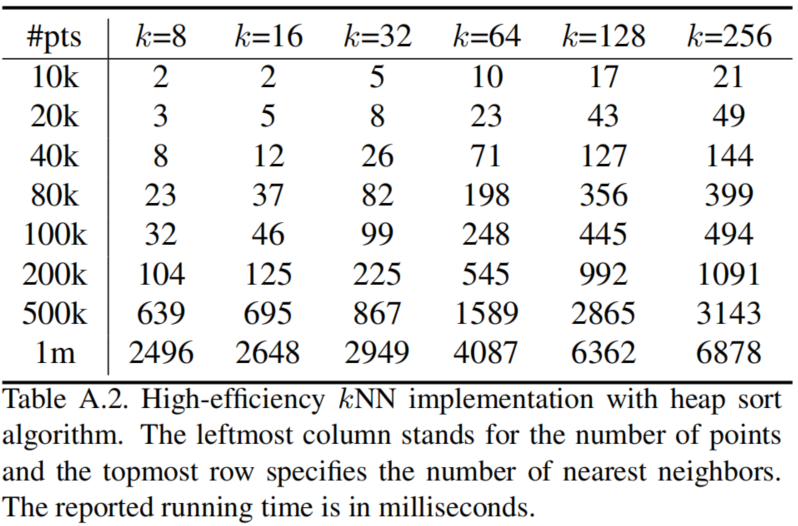 #pts k=8 k=16 k=32 k=64 k=128 k=256
10k 2 2 5 10 17 21
20k 3 5 8 23 43 49
40k 8 12 26 71 127 144
80k 23 37 82 198 356 399
100k 32 46 99 248 445 494
200k 104 125 225 545 992 1091
500k 639 695 867 1589 2865 3143
1m 2496 2648 2949 4087 6362 6878
Table A.2. High-efficiency kNN implementation with heap sort
algorithm. The leftmost column stands for the number of points
and the topmost row specifies the number of nearest neighbors.
The reported running time is in milliseconds.